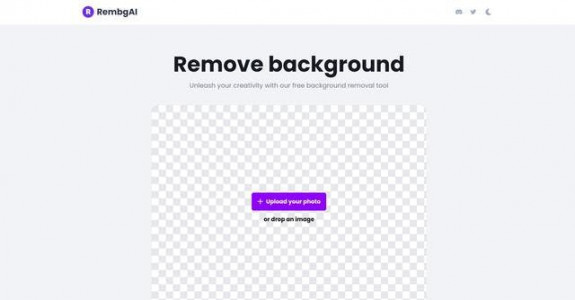 R RembgAI
Remove background
Unleash your creativity with our free background removal tool
+ Upload your photo
or drop an image